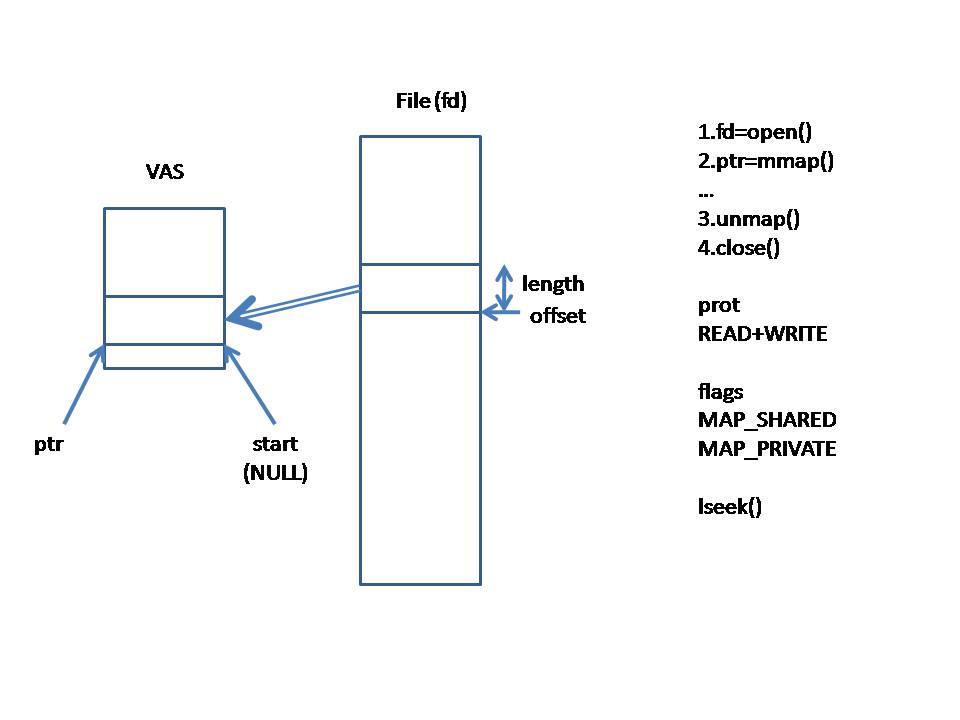 File (fd)
VAS
length
offset
ptr
start
(NULL)
1.fd=open()
2.ptr=mmap()
...
3.unmap()
4.close()
prot
READ+WRITE
flags
MAP_SHARED
MAP_PRIVATE
lseek()